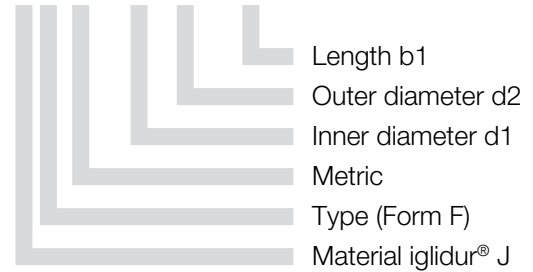 Length b1
Outer diameter d2
Inner diameter d1
Metric
Type (Form F)
Material iglidur® J